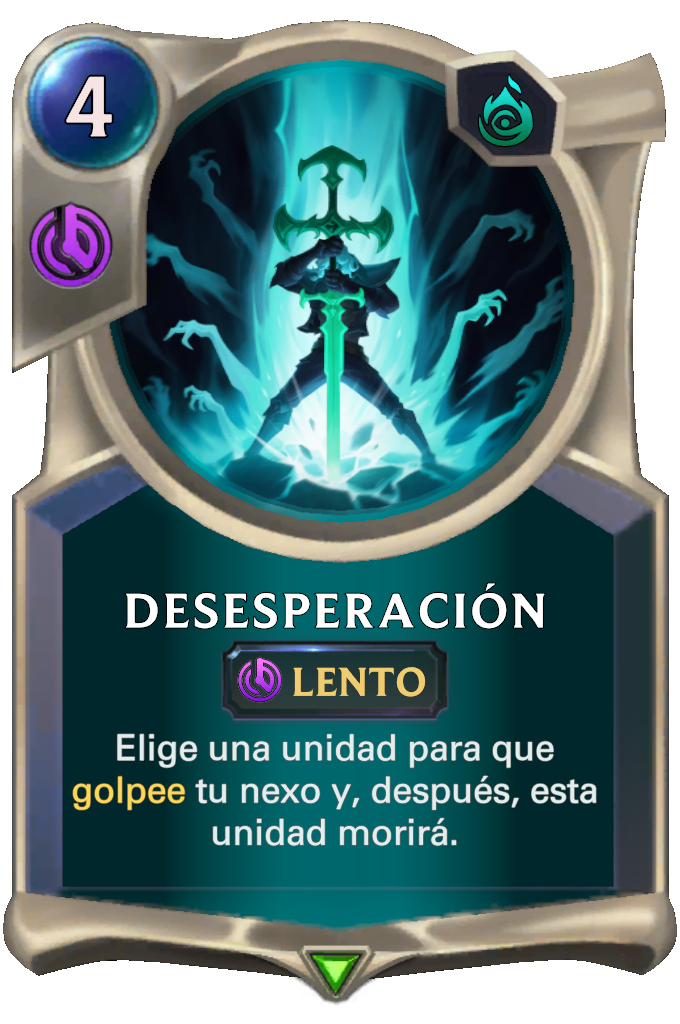 4
DESESPERACIÓN
LENTO
Elige una unidad para que
golpee tu nexo y, después, esta
unidad morirá.